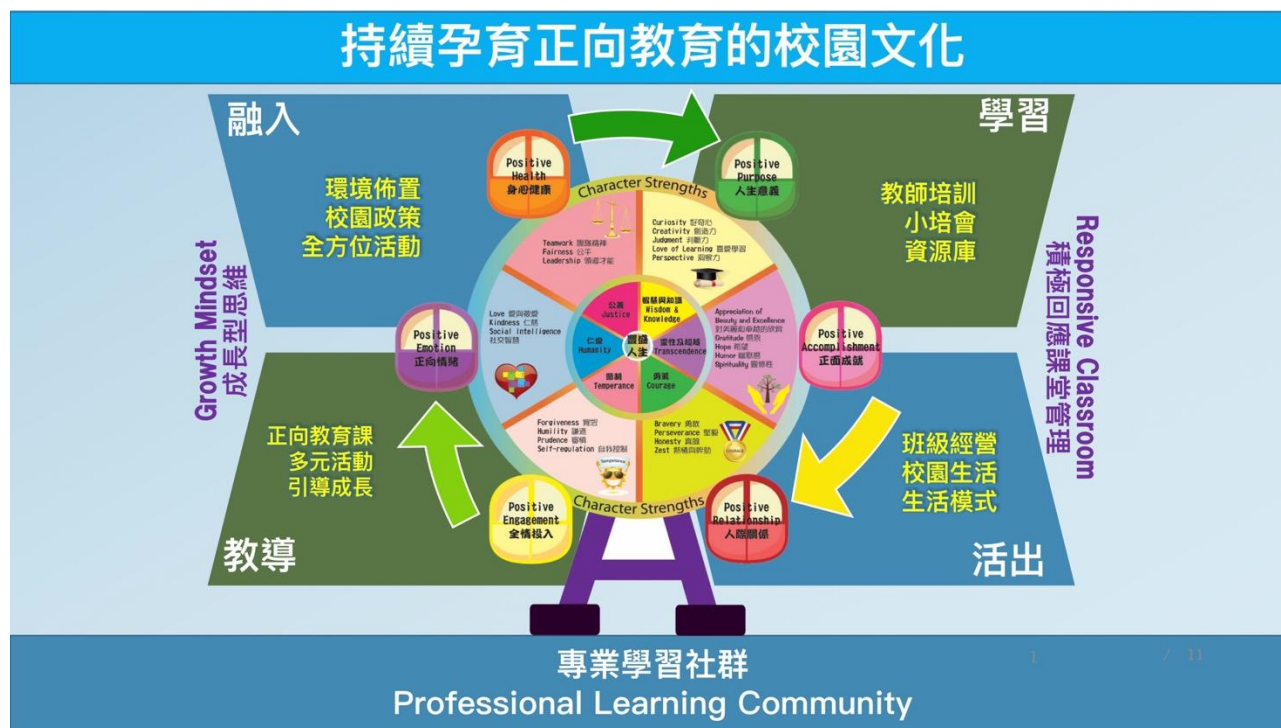 持續孕育正向教育的校園文化
融入
環境佈置
校園政策
全方位活動
學習
教師培訓
小培會
資源庫
Growth Mindset
成長型思維
Responsive Classroom
積極回應課堂管理
Positive
Health
身心健康
Positive
Purpose
人生意義
Positive
Emotion
正向情緒
Positive
Accomplishment
正面成就
Positive
Engagement
全情投入
Positive
Relationship
人際關係
Character Strengths
Teamwork 團隊精神
Fairness 公平
Leadership 領導才能
Curiosity 好奇心
Creativity 創造力
Judgment 判斷力
Love of Learning 喜愛學習
Perspective 洞察力
Love 愛與被愛
Kindness 仁慈
Social Intelligence
社交智慧
Appreciation of
Beauty and Excellence
對美麗和卓越的欣賞
Gratitude 感恩
Hope 希望
Humor 幽默感
Spirituality 靈修性
Forgiveness 寬恕
Humility 謙遜
Prudence 審慎
Self-regulation 自我控制
Temperance
Bravery 勇敢
Perseverance 堅毅
Honesty 真誠
Zest 熱情與幹勁
公義
Justice
智慧與知識
Wisdom &
Knowledge
仁愛
Humanity
豐盛
人生
靈性及超越
Transcendence
節制
Temperance
勇氣
Courage
Character Strengths
正向教育課
多元活動
引導成長
教導
班級經營
校園生活
生活模式
活出
專業學習社群
Professional Learning Community
1 / 11